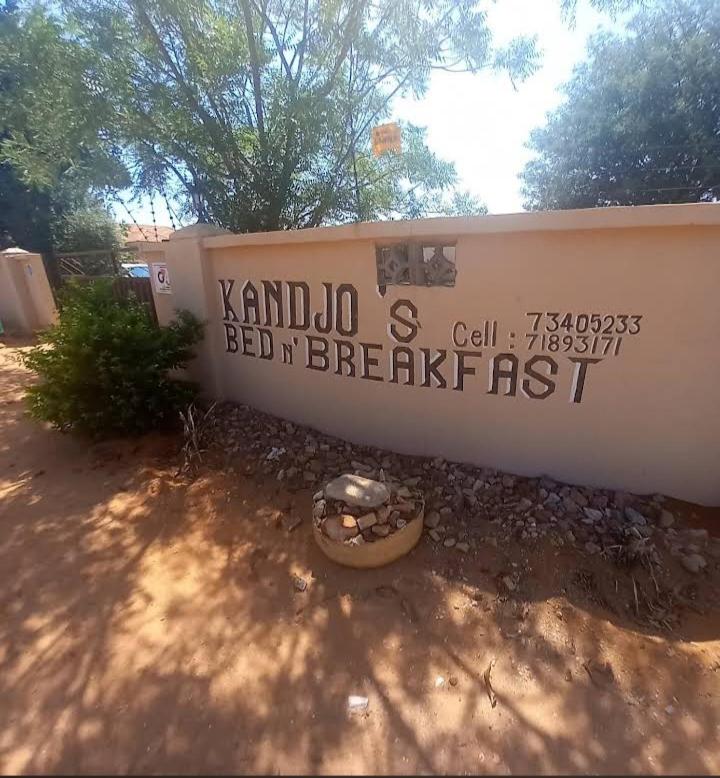 KANDJO'S
BED N' BREAKFAST
Cell : 73405233
71893171